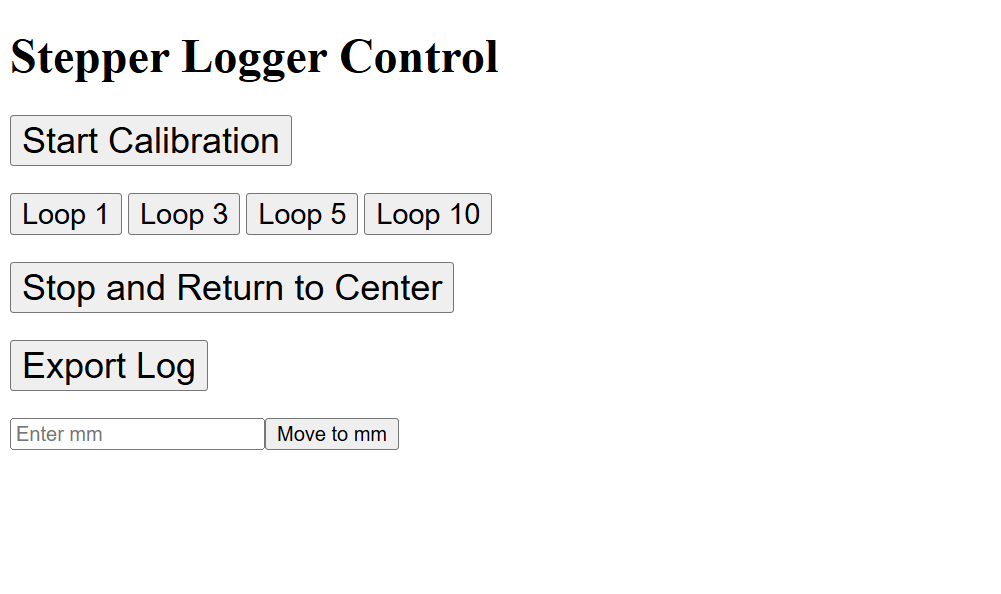 Stepper Logger Control
Start Calibration
Loop 1 Loop 3 Loop 5 Loop 10
Stop and Return to Center
Export Log
Enter mm Move to mm